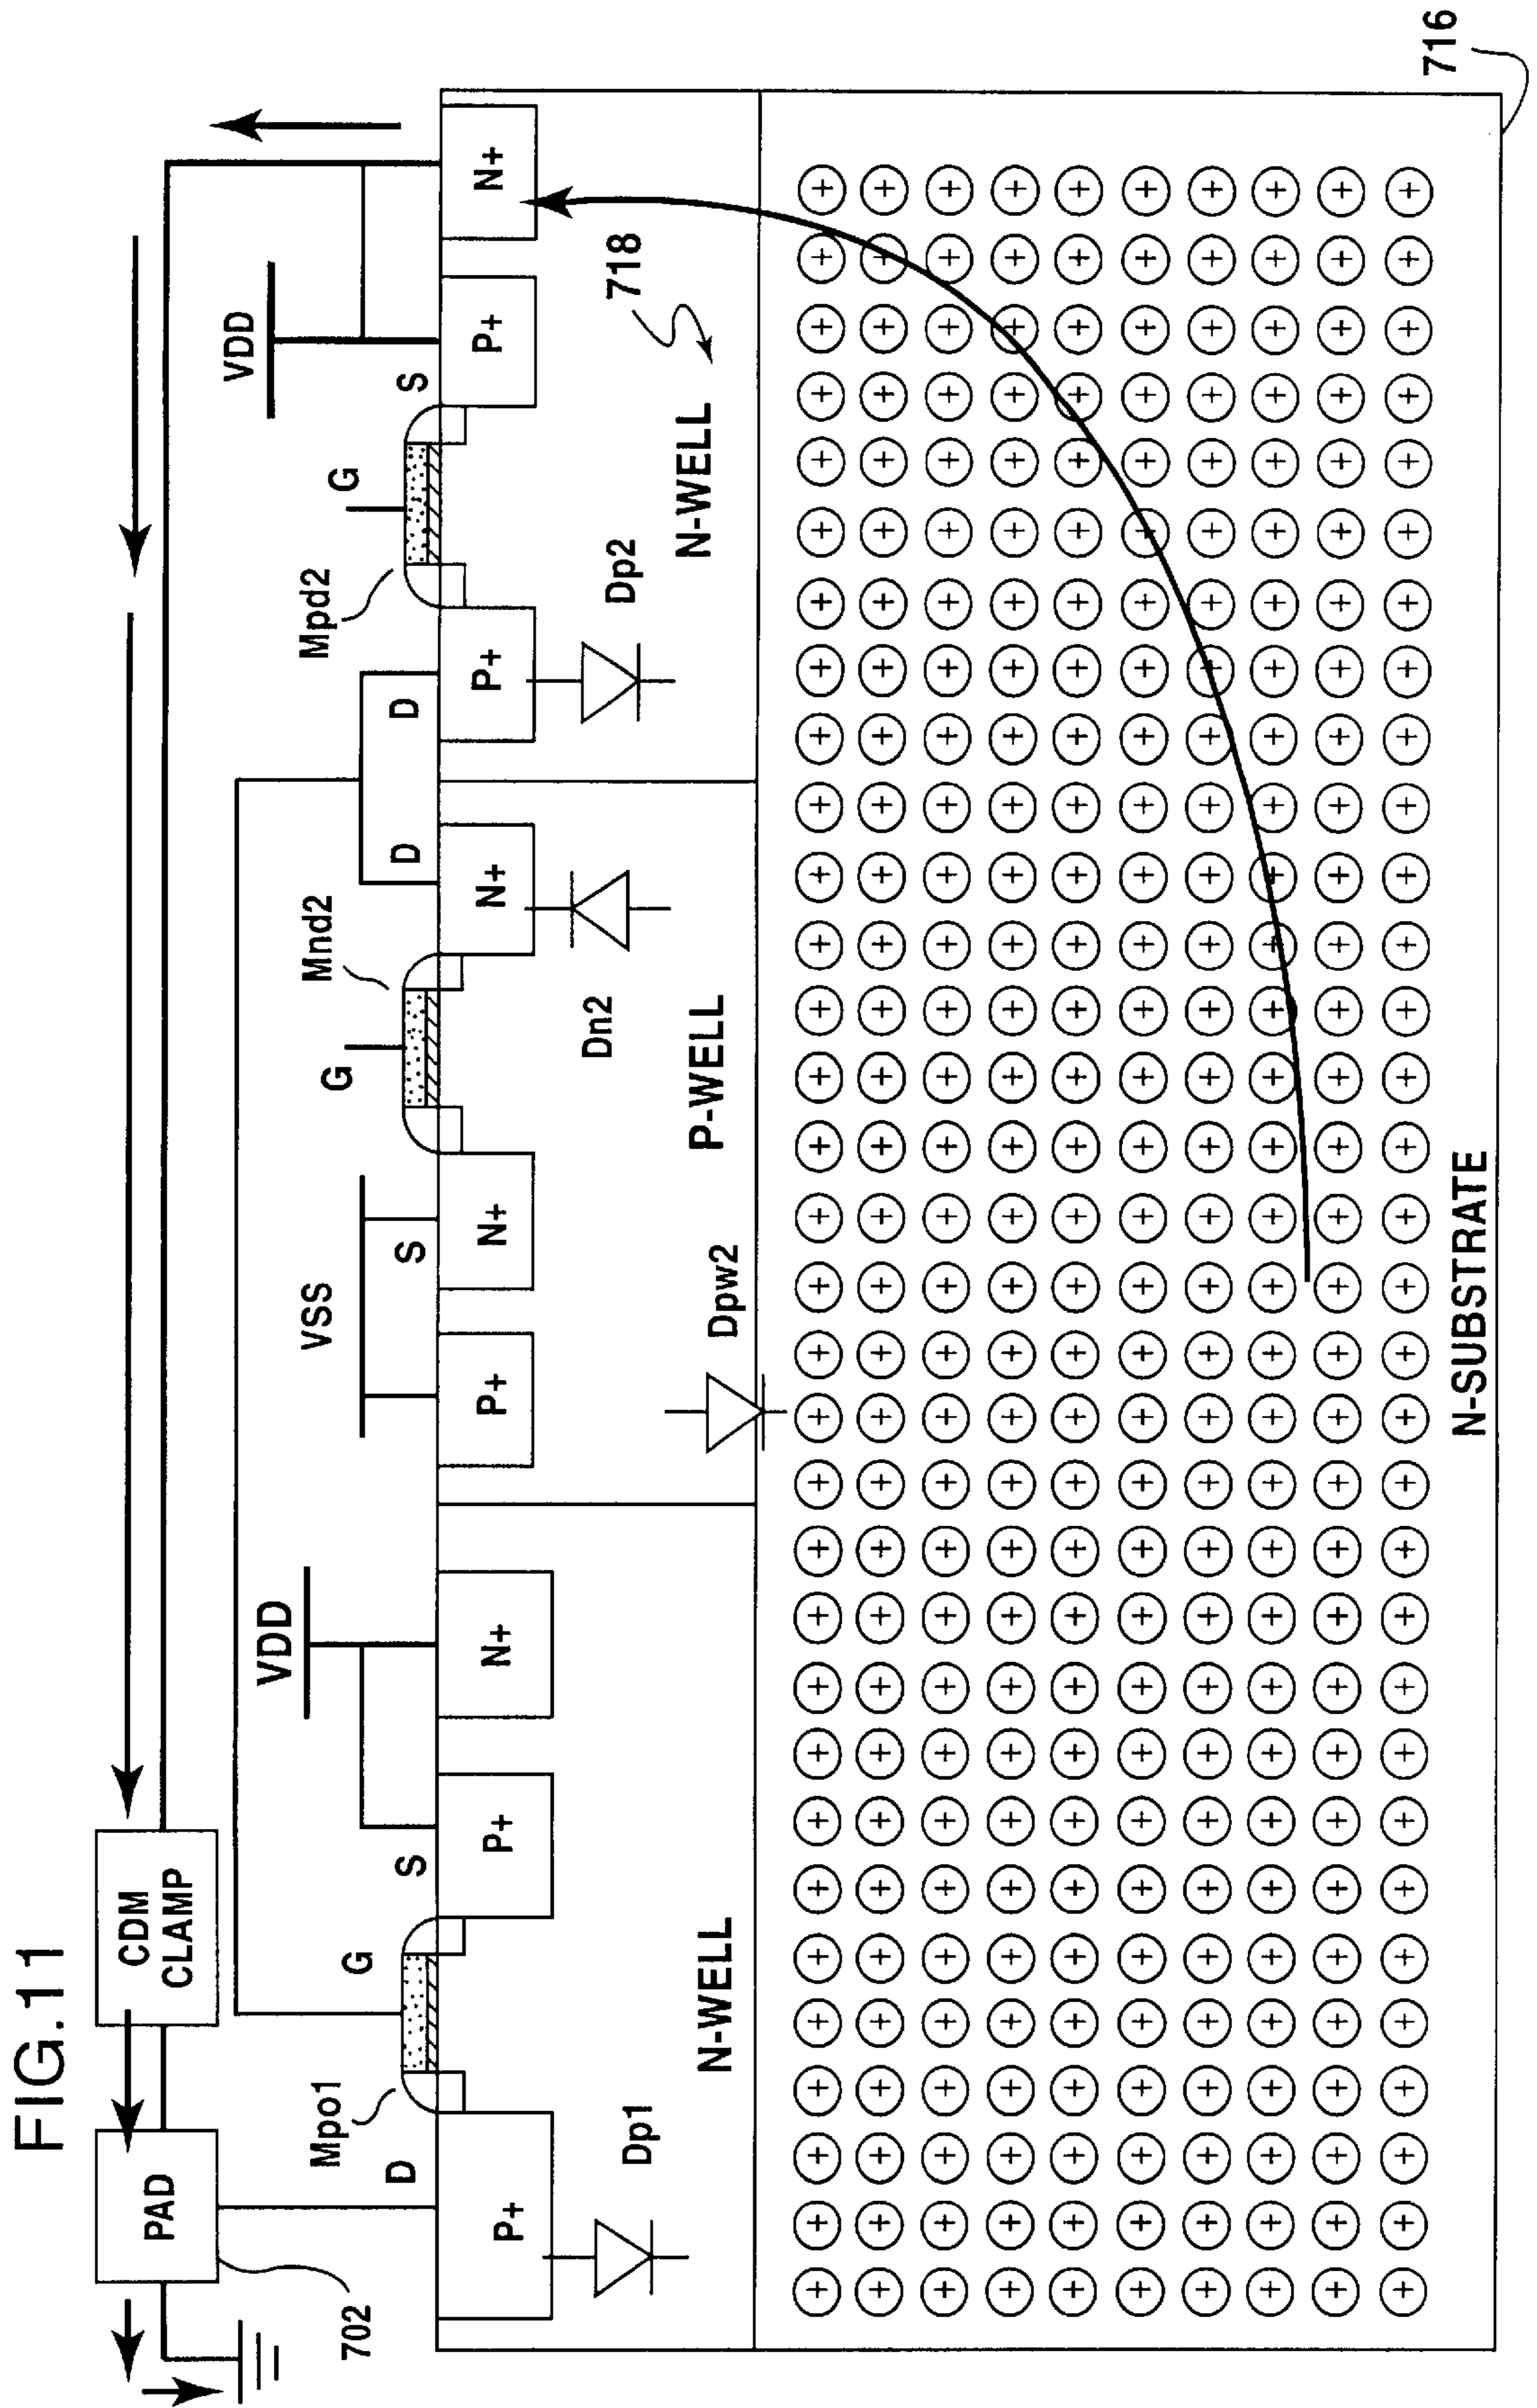 FIG.11
PAD
CDM
CLAMP
702
Mpo1
D
G
S
VDD
VSS
S
G
Mnd2
D
D
Mpd2
G
S
VDD
P+
P+
N+
P+
N+
N+
P+
P+
N+
Dp1
Dn2
Dp2
718
N-WELL
P-WELL
N-WELL
Dpw2
+ + + + + + + + + + + + + + + + + + + + + + + + + + + + + + + +
+ + + + + + + + + + + + + + + + + + + + + + + + + + + + + + + +
+ + + + + + + + + + + + + + + + + + + + + + + + + + + + + + + +
+ + + + + + + + + + + + + + + + + + + + + + + + + + + + + + + +
+ + + + + + + + + + + + + + + + + + + + + + + + + + + + + + + +
+ + + + + + + + + + + + + + + + + + + + + + + + + + + + + + + +
+ + + + + + + + + + + + + + + + + + + + + + + + + + + + + + + +
+ + + + + + + + + + + + + + + + + + + + + + + + + + + + + + + +
+ + + + + + + + + + + + + + + + + + + + + + + + + + + + + + + +
+ + + + + + + + + + + + + + + + + + + + + + + + + + + + + + + +
N-SUBSTRATE
716